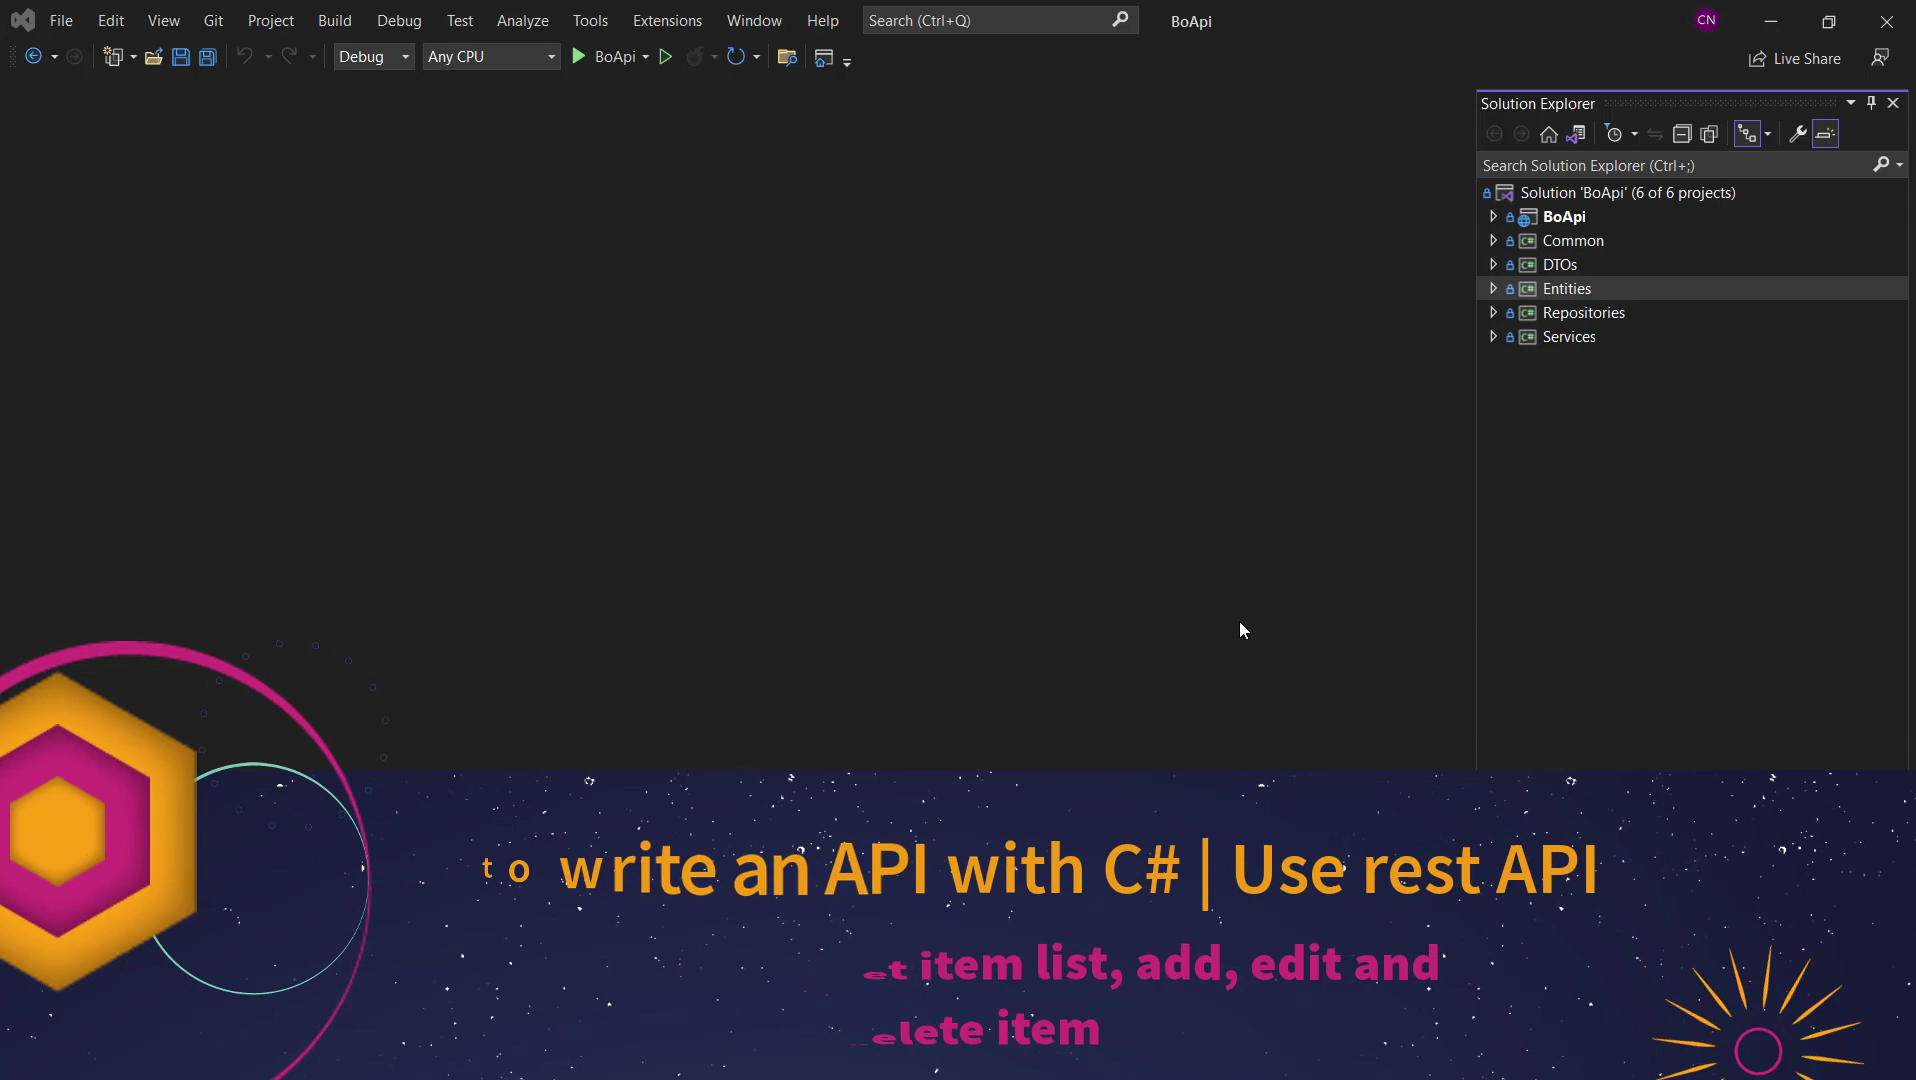 File Edit View Git Project Build Debug Test Analyze Tools Extensions Window Help Search (Ctrl+Q) BoApi CN
Debug Any CPU BoApi Live Share
Solution Explorer
Search Solution Explorer (Ctrl+;)
Solution 'BoApi' (6 of 6 projects)
BoApi
C# Common
C# DTOs
C# Entities
C# Repositories
C# Services
to write an API with C# | Use rest API
et item list, add, edit and
elete item